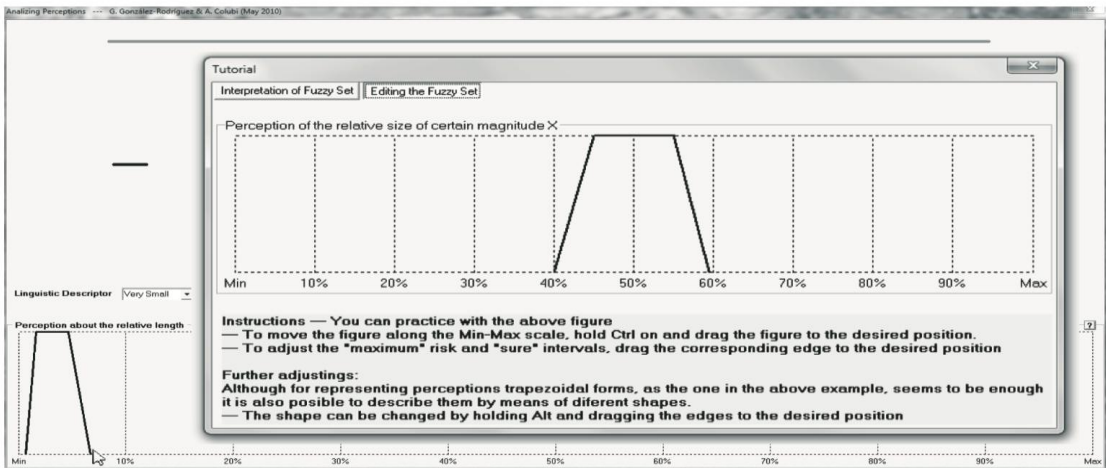 Analizing Perceptions --- G. González-Rodríguez & A. Colubi (May 2010)
Tutorial
Interpretation of Fuzzy Set Editing the Fuzzy Set
Perception of the relative size of certain magnitude X
Min 10% 20% 30% 40% 50% 60% 70% 80% 90% Max
Instructions — You can practice with the above figure
— To move the figure along the Min-Max scale, hold Ctrl on and drag the figure to the desired position.
— To adjust the "maximum" risk and "sure" intervals, drag the corresponding edge to the desired position
Further adjustings:
Although for representing perceptions trapezoidal forms, as the one in the above example, seems to be enough
it is also posible to describe them by means of diferent shapes.
— The shape can be changed by holding Alt and dragging the edges to the desired position
Linguistic Descriptor Very Small
Perception about the relative length ?
Min 10% 20% 30% 40% 50% 60% 70% 80% 90% Max